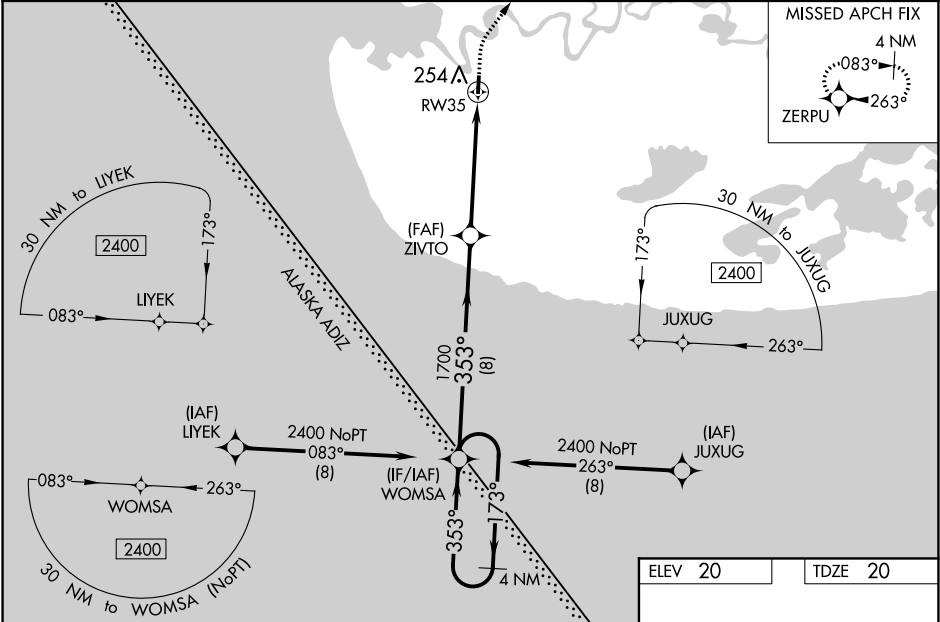 MISSED APCH FIX
4 NM
083°
263°
ZERPU
254
RW35
30 NM to LIYEK
2400
173°
LIYEK
083°
(FAF)
ZIVTO
ALASKA ADIZ
30 NM to JUXUG
173°
2400
JUXUG
263°
1700
353°
(8)
(IAF)
LIYEK
2400 NoPT
083°
(8)
(IF/IAF)
WOMSA
2400 NoPT
263°
(8)
(IAF)
JUXUG
083°
263°
WOMSA
2400
30 NM to WOMSA (NoPT)
353°
173°
4 NM
ELEV 20
TDZE 20